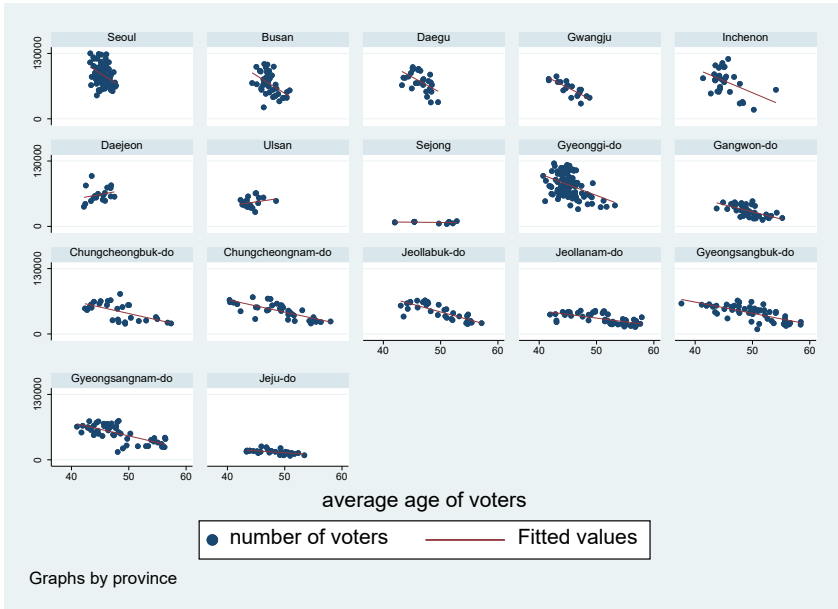 Seoul Busan Daegu Gwangju Inchenon
130000
0
Daejeon Ulsan Sejong Gyeonggi-do Gangwon-do
130000
0
Chungcheongbuk-do Chungcheongnam-do Jeollabuk-do Jeollanam-do Gyeongsangbuk-do
130000
0
40 50 60 40 50 60 40 50 60
Gyeongsangnam-do Jeju-do
130000
0
40 50 60 40 50 60
average age of voters
number of voters Fitted values
Graphs by province